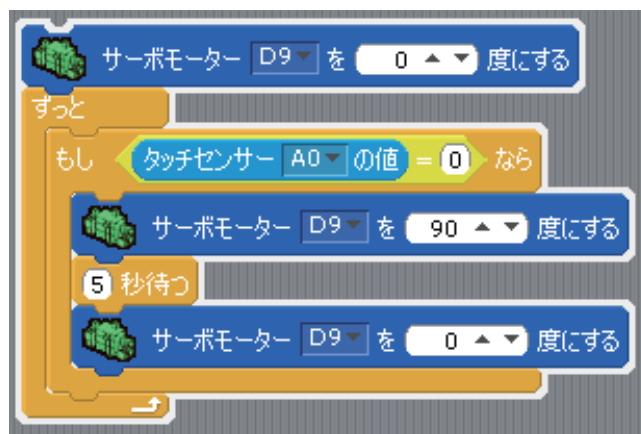 サーボモーター D9 を 0 度にする
ずっと
もし タッチセンサー A0 の値 = 0 なら
サーボモーター D9 を 90 度にする
5 秒待つ
サーボモーター D9 を 0 度にする